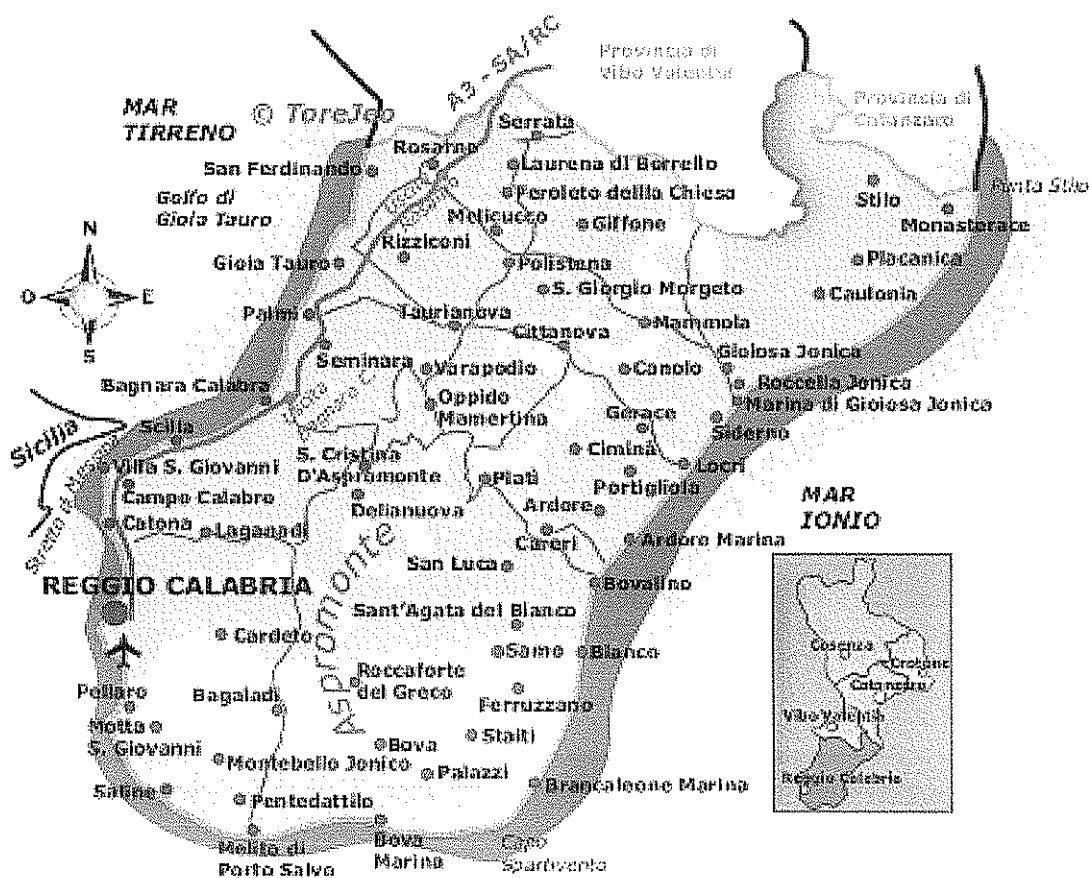 A3 - SA/RC
Provincia di
Vibo Valentia
MAR
TIRRENO
© ToreJeo
Provincia di
Catanzaro
Serrata
Rosarno
San Ferdinando
Laurena di Borrello
Feroleto dellla Chiesa
Stilo
Punta Stilo
Golfo di
Gioia Tauro
Melicucco
Giffone
Monasterace
N
Rizziconi
Gioia Tauro
Polistena
Placanica
O
E
S. Giorgio Morgeto
Caulonia
S
Palmi
Taurianova
Cittanova
Mammola
Seminara
Gioiosa Jonica
Varapodio
Canolo
Bagnara Calabra
Roccella Jonica
Oppido
Mamertina
Gerace
Marina di Gioiosa Jonica
Siderno
Sicilia
Scilla
S. Cristina
D'Aspromonte
Ciminà
Villa S. Giovanni
Platì
Locri
Portigliola
Stretto di Messina
Campo Calabro
Delianuova
Ardore
MAR
IONIO
Catona
Laganadi
Careri
Ardore Marina
Aspromonte
San Luca
REGGIO CALABRIA
Bovalino
Sant'Agata del Bianco
Cardeto
Samo
Bianco
Cosenza
Crotone
Catanzaro
Roccaforte
del Greco
Pellaro
Bagaladi
Ferruzzano
Vibo Valentia
Motta
S. Giovanni
Staiti
Bova
Montebello Jonico
Palazzi
Reggio Calabria
Saline
Brancaleone Marina
Pentedattilo
Melito di
Porto Salvo
Bova
Marina
Capo
Spartivento